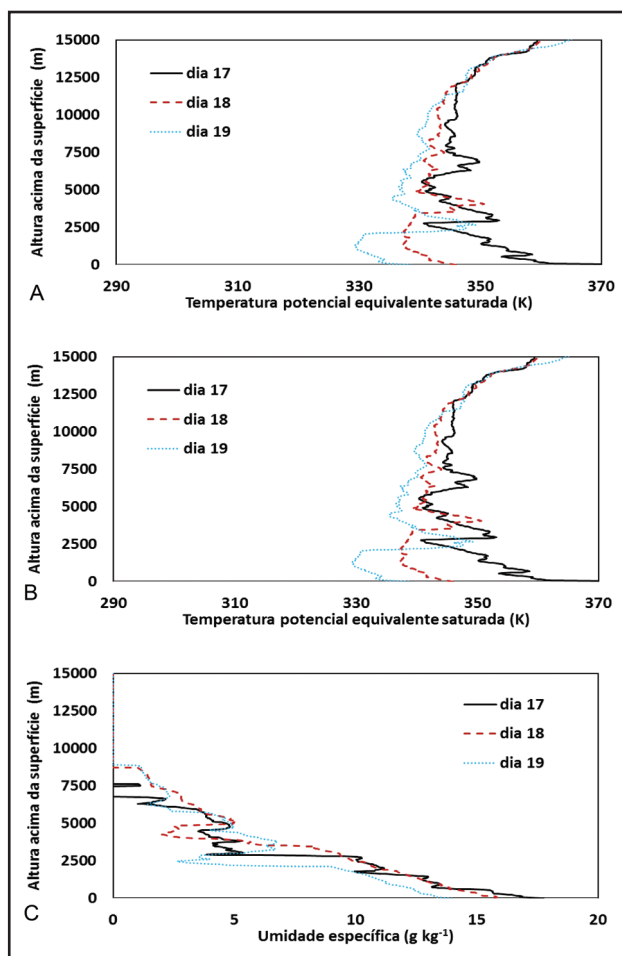 15000
12500
10000
7500
5000
2500
0
Altura acima da superfície (m)
dia 17
dia 18
dia 19
290
310
330
350
370
A
Temperatura potencial equivalente saturada (K)
15000
12500
10000
7500
5000
2500
0
Altura acima da superfície (m)
dia 17
dia 18
dia 19
B
290
310
330
350
370
Temperatura potencial equivalente saturada (K)
15000
12500
10000
7500
5000
2500
0
Altura acima da superfície (m)
dia 17
dia 18
dia 19
0
5
10
15
20
C
Umidade específica (g kg⁻¹)